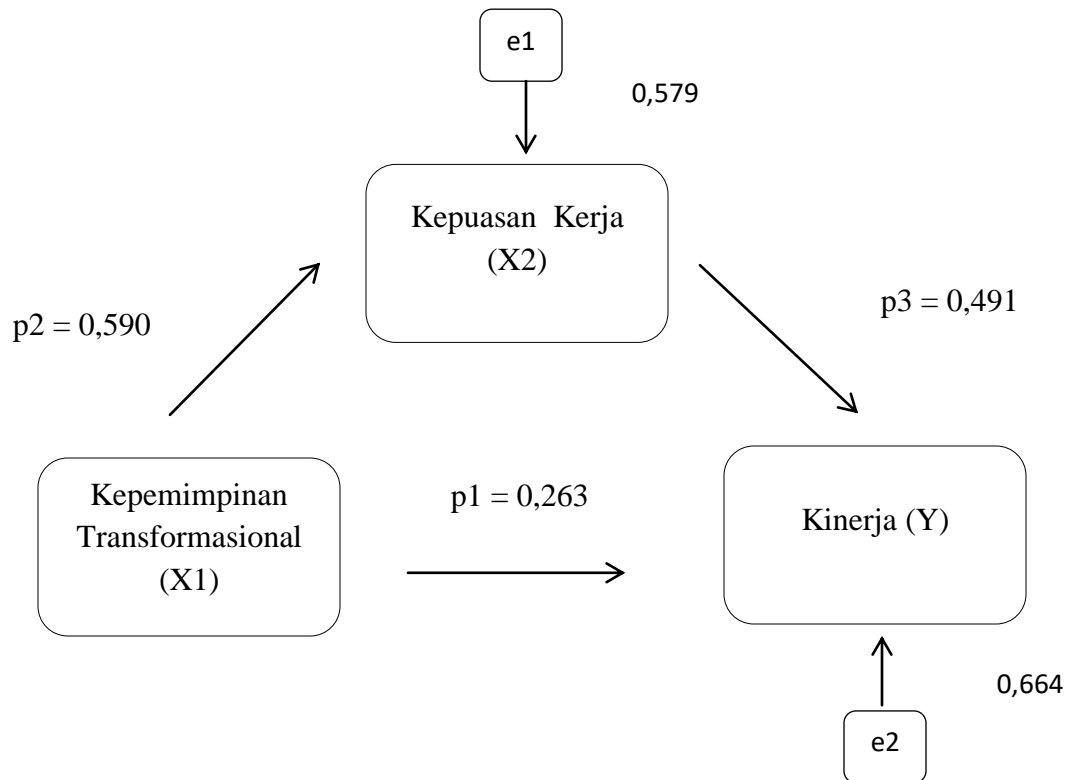 e1
0,579
Kepuasan Kerja
(X2)
p2 = 0,590
p3 = 0,491
Kepemimpinan
Transformasional
(X1)
p1 = 0,263
Kinerja (Y)
0,664
e2